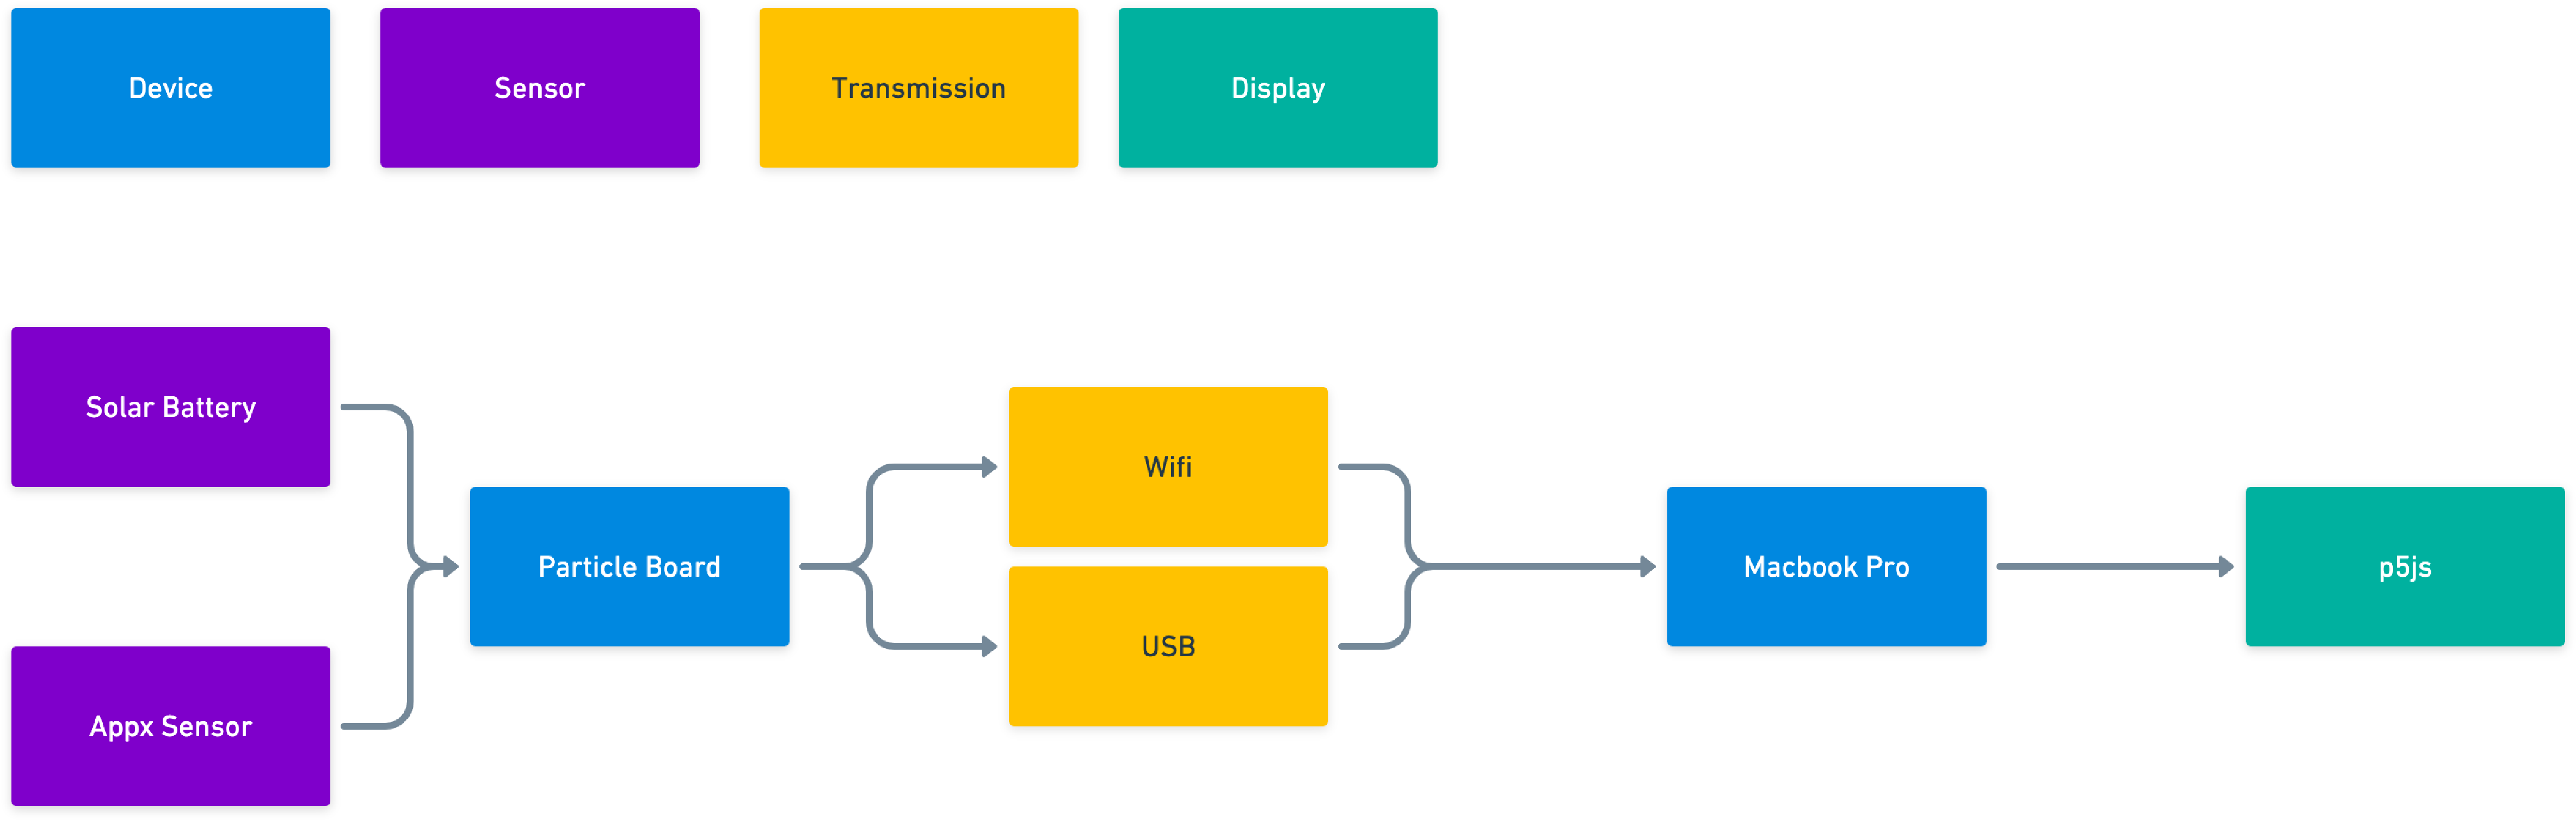 Device
Sensor
Transmission
Display
Solar Battery
Appx Sensor
Particle Board
Wifi
USB
Macbook Pro
p5js